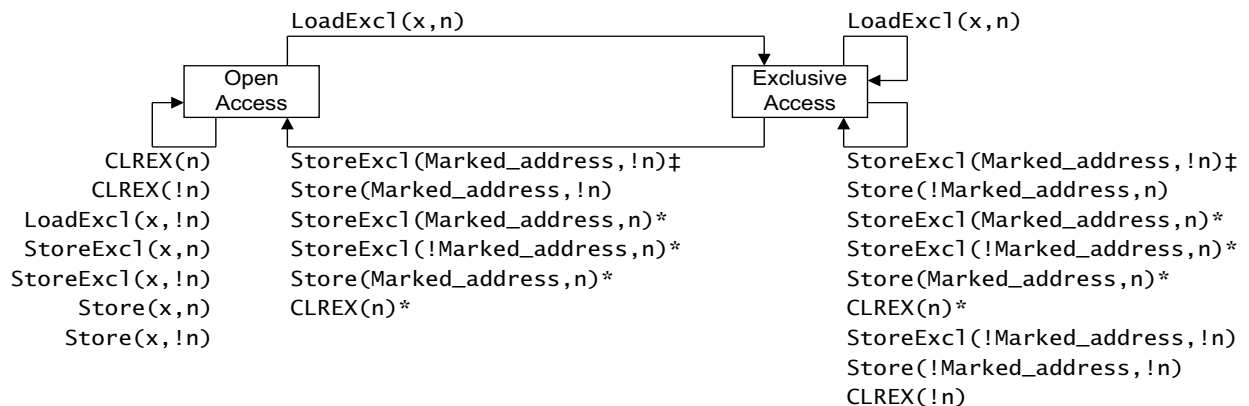 LoadExcl(x,n)
LoadExcl(x,n)
Open
Access
Exclusive
Access
CLREX(n)
CLREX(!n)
LoadExcl(x,!n)
StoreExcl(x,n)
StoreExcl(x,!n)
Store(x,n)
Store(x,!n)
StoreExcl(Marked_address,!n)‡
Store(Marked_address,!n)
StoreExcl(Marked_address,n)*
StoreExcl(!Marked_address,n)*
Store(Marked_address,n)*
CLREX(n)*
StoreExcl(Marked_address,!n)‡
Store(!Marked_address,n)
StoreExcl(Marked_address,n)*
StoreExcl(!Marked_address,n)*
Store(Marked_address,n)*
CLREX(n)*
StoreExcl(!Marked_address,!n)
Store(!Marked_address,!n)
CLREX(!n)